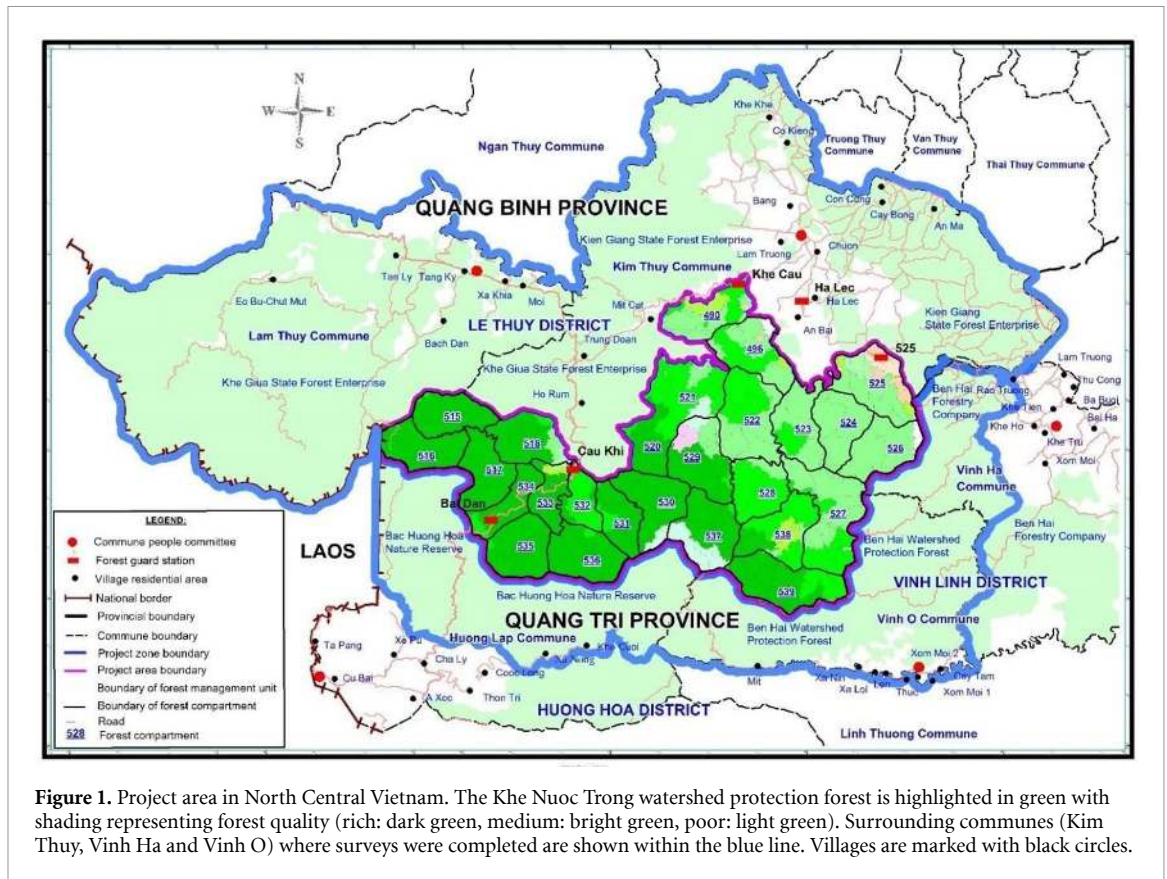 N
W E
S
Ngan Thuy Commune
Khe Khe
Co Kieng
Truong Thuy
Commune
Van Thuy
Commune
Thai Thuy Commune
QUANG BINH PROVINCE
Bang
Con Cung
Cay Bong
An Ma
Kien Giang State Forest Enterprise
Lam Truong
Chuon
Kim Thuy Commune
Tan Ly
Tang Ky
Xa Khia
Moi
Eo Bu-Chut Mut
Mit Cat
Khe Cau
Ha Lec
Ha Lec
An Bai
Kien Giang
State Forest Enterprise
Lam Thuy Commune
Bach Dan
LE THUY DISTRICT
Trung Doan
Khe Giua State Forest Enterprise
Khe Giua State Forest Enterprise
Ho Rum
490
496
525
525
Lam Truong
Thu Cong
Ben Hai
Forestry
Company
Rao Truong
Khe Tien
Ba Buoi
Khe Ho
Khe Tru
Xom Moi
515
516
517
518
521
522
523
524
526
520
529
Cau Khi
534
533
532
531
530
528
527
Vinh Ha
Commune
Bai Dan
535
536
537
538
539
Bac Huong Hoa
Nature Reserve
LAOS
Ben Hai Watershed
Protection Forest
Ben Hai
Forestry Company
VINH LINH DISTRICT
Bac Huong Hoa Nature Reserve
QUANG TRI PROVINCE
Ben Hai Watershed
Protection Forest
Vinh O Commune
Huong Lap Commune
Ta Pang
Xe Pu
Cha Ly
Khe Cuoi
Cooc Long
Cu Bai
A Xoc
Thon Tri
Mit
Xa Loi
Thuc
Xom Moi 2
Cay Tam
Xom Moi 1
HUONG HOA DISTRICT
Linh Thuong Commune
LEGEND:
Commune people committee
Forest guard station
Village residential area
National border
Provincial boundary
Commune boundary
Project zone boundary
Project area boundary
Boundary of forest management unit
Boundary of forest compartment
Road
528 Forest compartment
Figure 1. Project area in North Central Vietnam. The Khe Nuoc Trong watershed protection forest is highlighted in green with
shading representing forest quality (rich: dark green, medium: bright green, poor: light green). Surrounding communes (Kim
Thuy, Vinh Ha and Vinh O) where surveys were completed are shown within the blue line. Villages are marked with black circles.